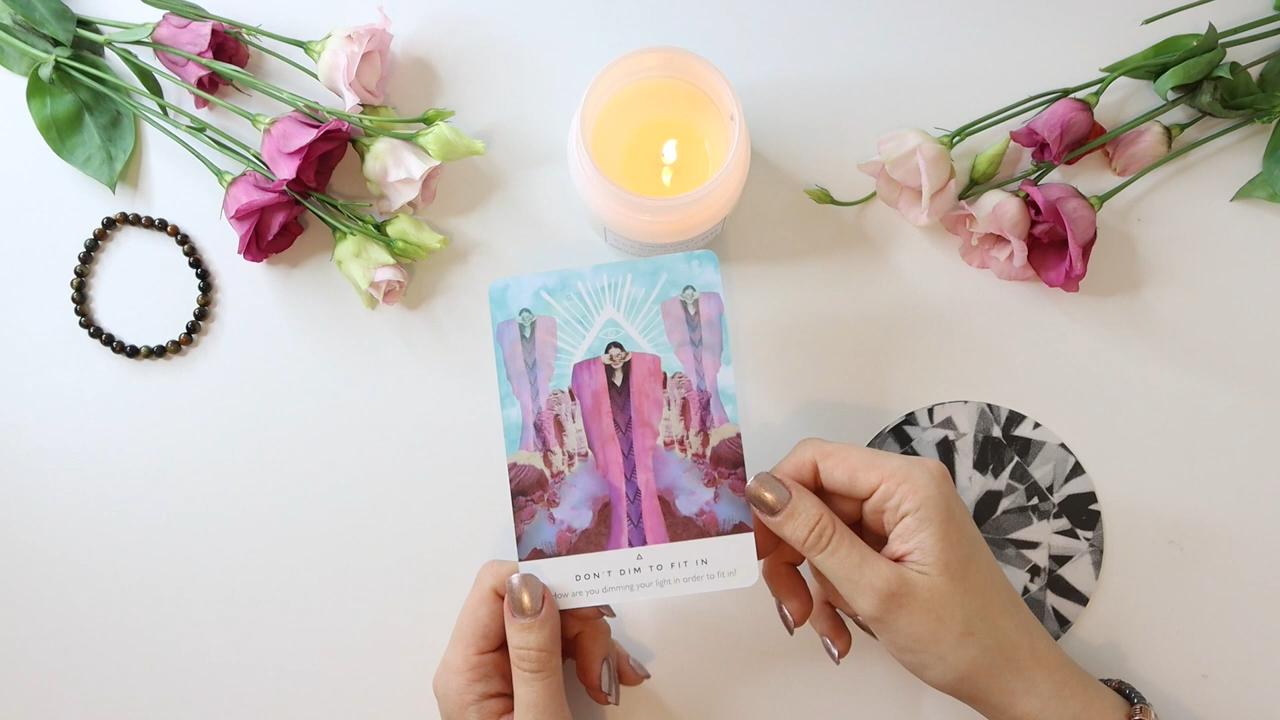 DON'T DIM TO FIT IN
How are you dimming your light in order to fit in?